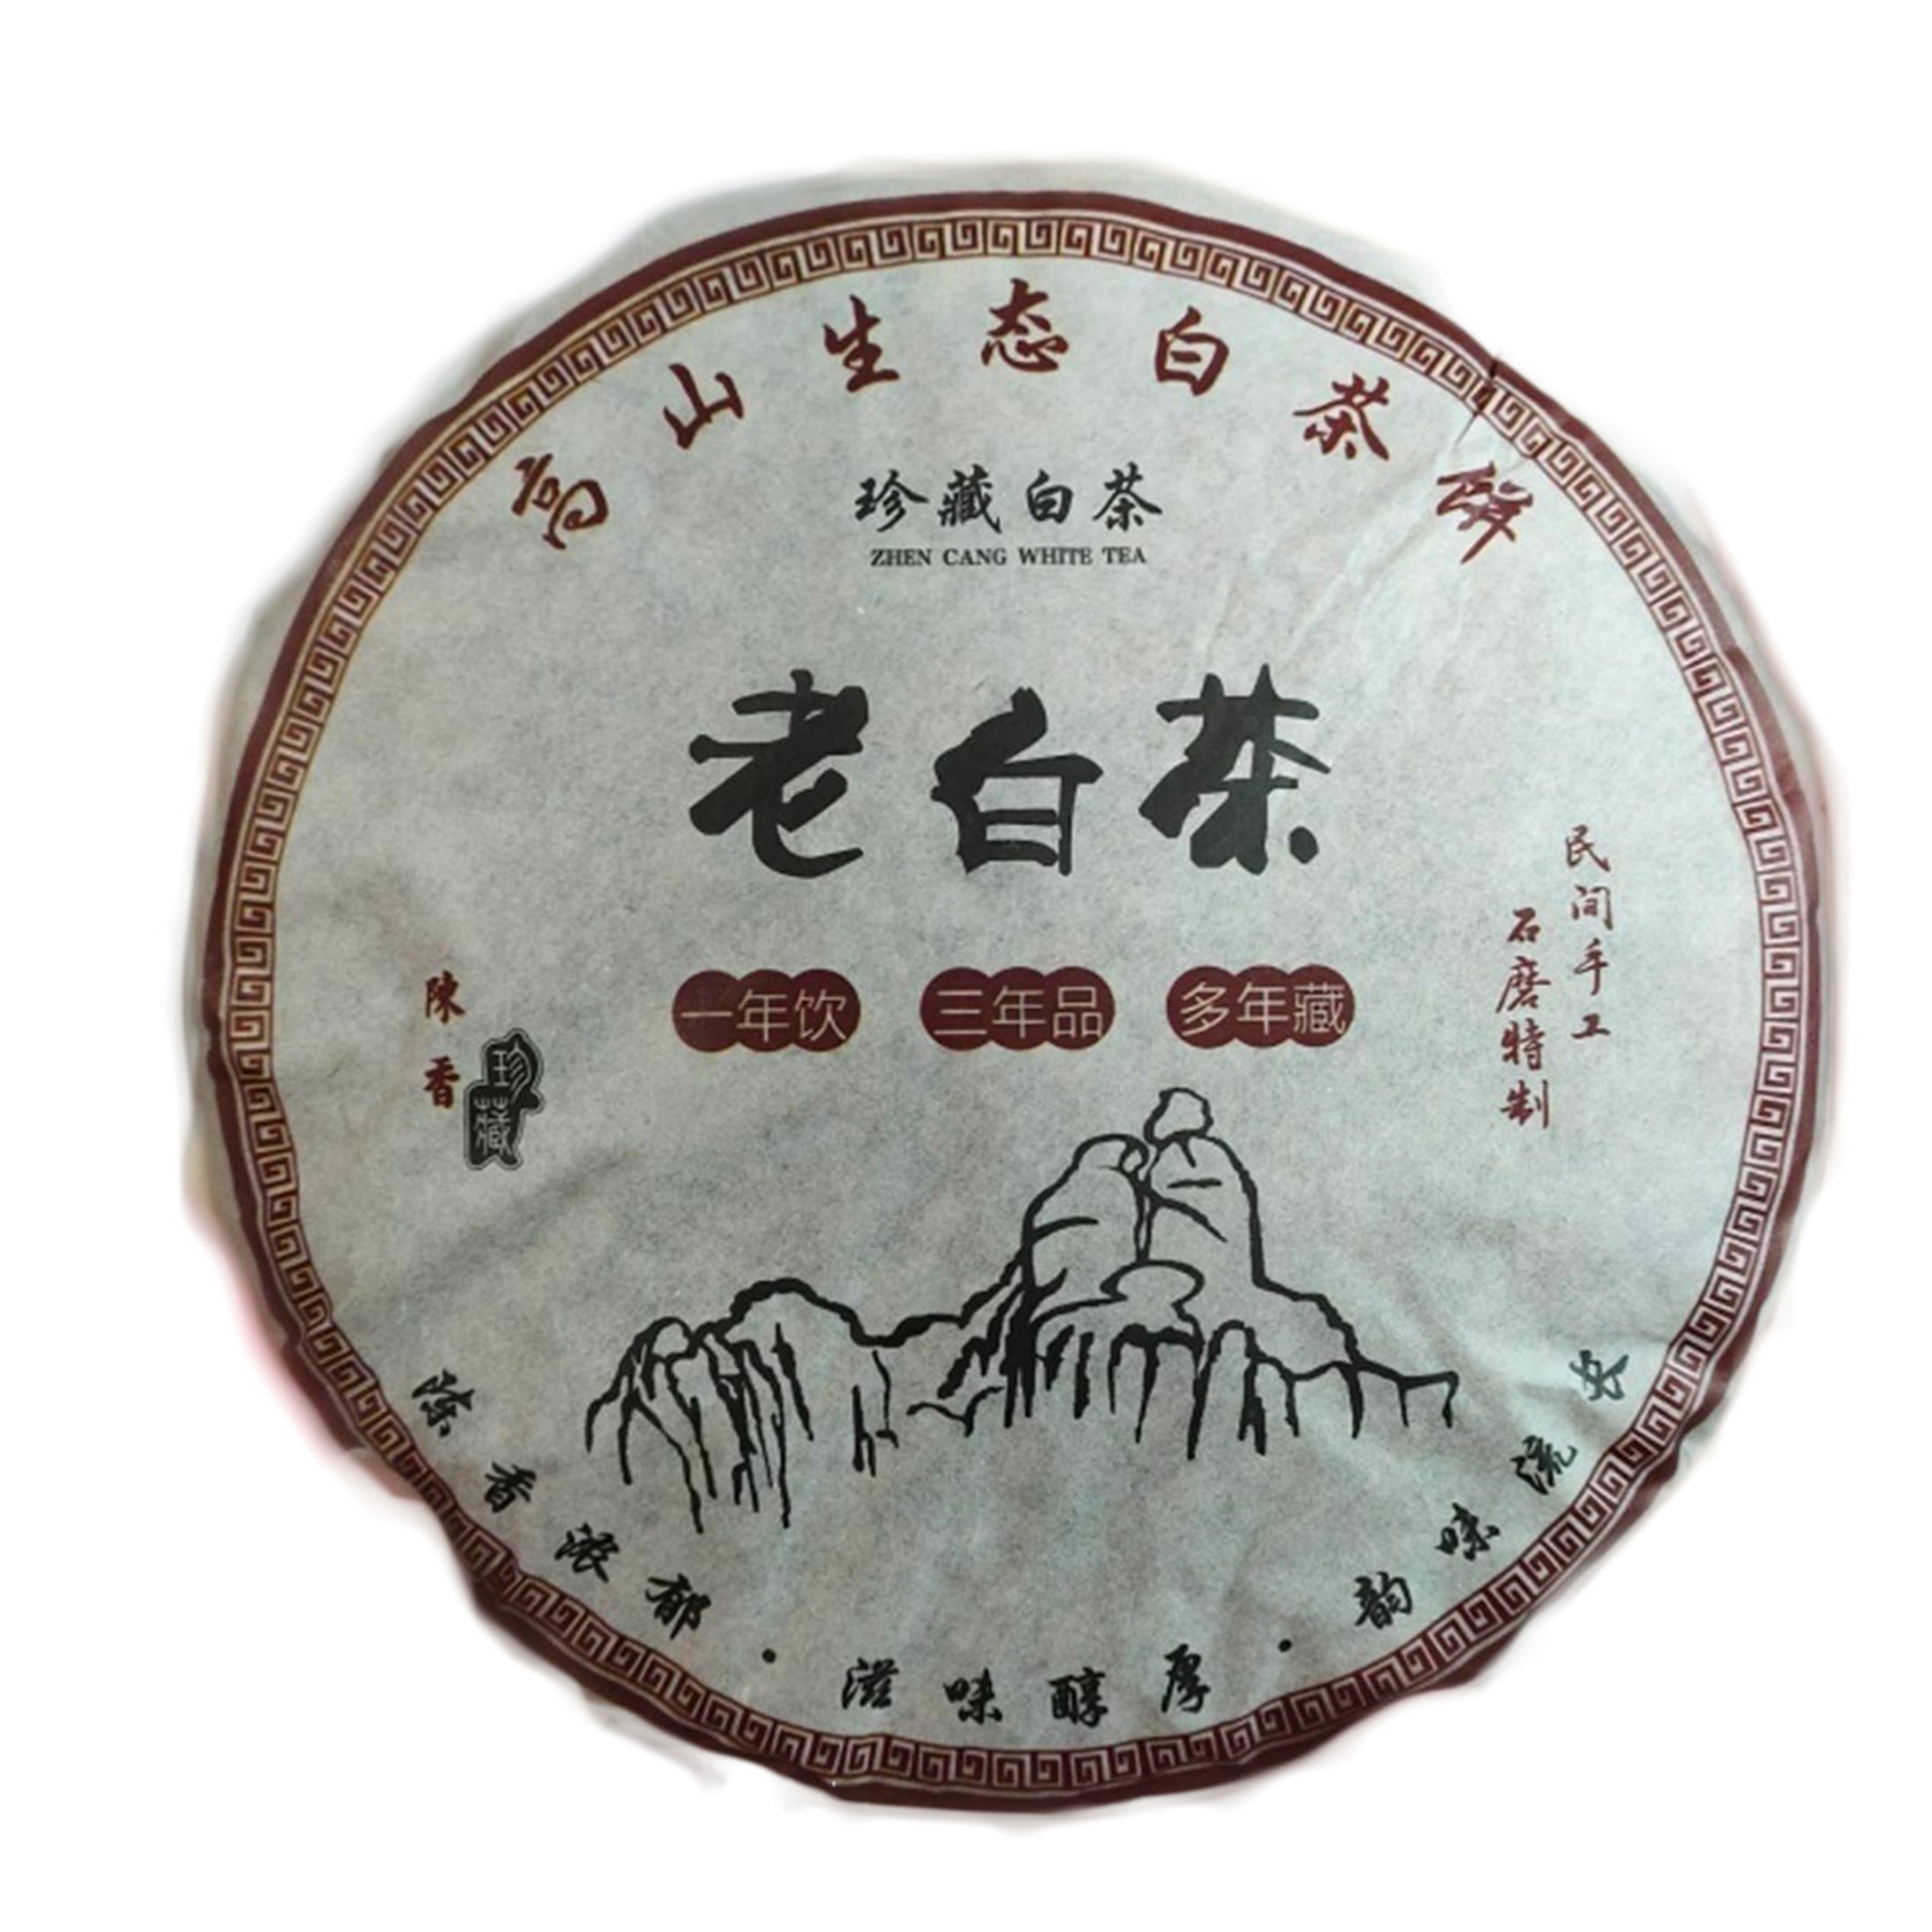 高山生态白茶饼
珍藏白茶
ZHEN CANG WHITE TEA
老白茶
一年饮 三年品 多年藏
民间手工
石磨特制
陳香
珍藏
陈香浓郁·滋味醇厚·韵味流长